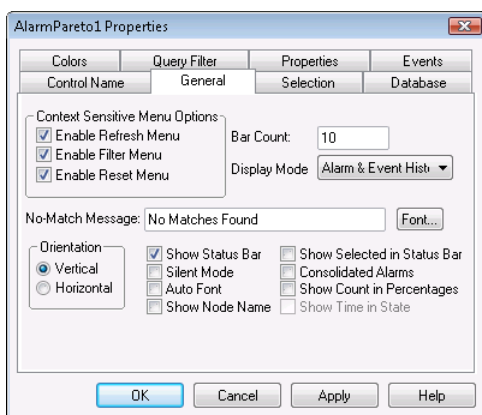 AlarmPareto1 Properties
Colors Query Filter Properties Events
Control Name General Selection Database
Context Sensitive Menu Options
Enable Refresh Menu
Enable Filter Menu
Enable Reset Menu
Bar Count: 10
Display Mode Alarm & Event Hist
No-Match Message: No Matches Found Font...
Orientation
Vertical
Horizontal
Show Status Bar
Silent Mode
Auto Font
Show Node Name
Show Selected in Status Bar
Consolidated Alarms
Show Count in Percentages
Show Time in State
OK Cancel Apply Help